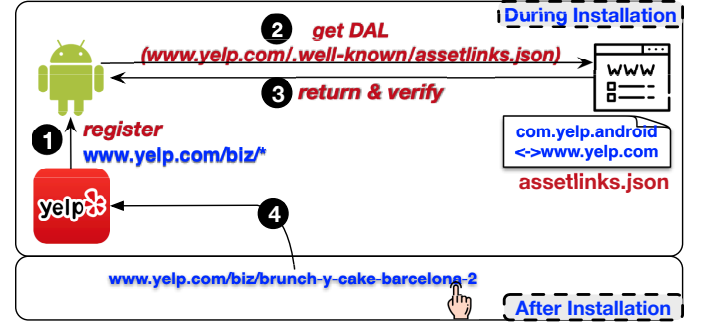 During Installation
2 get DAL
(www.yelp.com/.well-known/assetlinks.json)
WWW
3 return & verify
1 register
www.yelp.com/biz/*
com.yelp.android
<->www.yelp.com
assetlinks.json
yelp
4
www.yelp.com/biz/brunch-y-cake-barcelona-2
After Installation